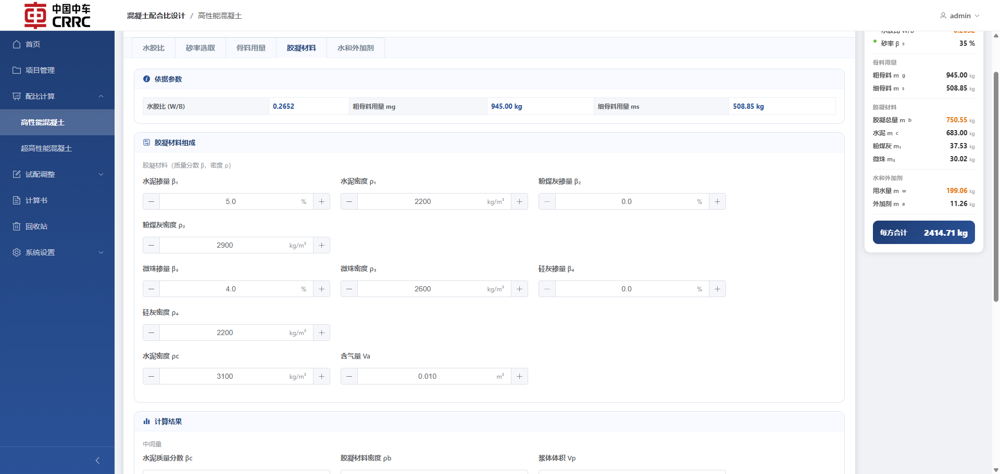 中国中车
CRRC
混凝土配合比设计 / 高性能混凝土
admin
首页
项目管理
配比计算
高性能混凝土
超高性能混凝土
试配调整
计算书
回收站
系统设置
水胶比
砂率选取
骨料用量
胶凝材料
水和外加剂
依据参数
水胶比 (W/B) 0.2652 粗骨料用量 mg 945.00 kg 细骨料用量 ms 508.85 kg
胶凝材料组成
胶凝材料（质量分数 β，密度 ρ）
水泥掺量 β₁ 水泥密度 ρ₁ 粉煤灰掺量 β₂
5.0 % 2200 kg/m³ 0.0 %
粉煤灰密度 ρ₂
2900 kg/m³
微珠掺量 β₃ 微珠密度 ρ₃ 硅灰掺量 β₄
4.0 % 2600 kg/m³ 0.0 %
硅灰密度 ρ₄
2200 kg/m³
水泥密度 ρc 含气量 Va
3100 kg/m³ 0.010 m³
计算结果
中间量
水泥质量分数 βc 胶凝材料密度 ρb 浆体体积 Vp
水胶比 W/B 0.2652
砂率 β s 35 %
骨料用量
粗骨料 m g 945.00 kg
细骨料 m s 508.85 kg
胶凝材料
胶凝总量 m b 750.55 kg
水泥 m c 683.00 kg
粉煤灰 m₁ 37.53 kg
微珠 m₃ 30.02 kg
水和外加剂
用水量 m w 199.06 kg
外加剂 m a 11.26 kg
每方合计 2414.71 kg